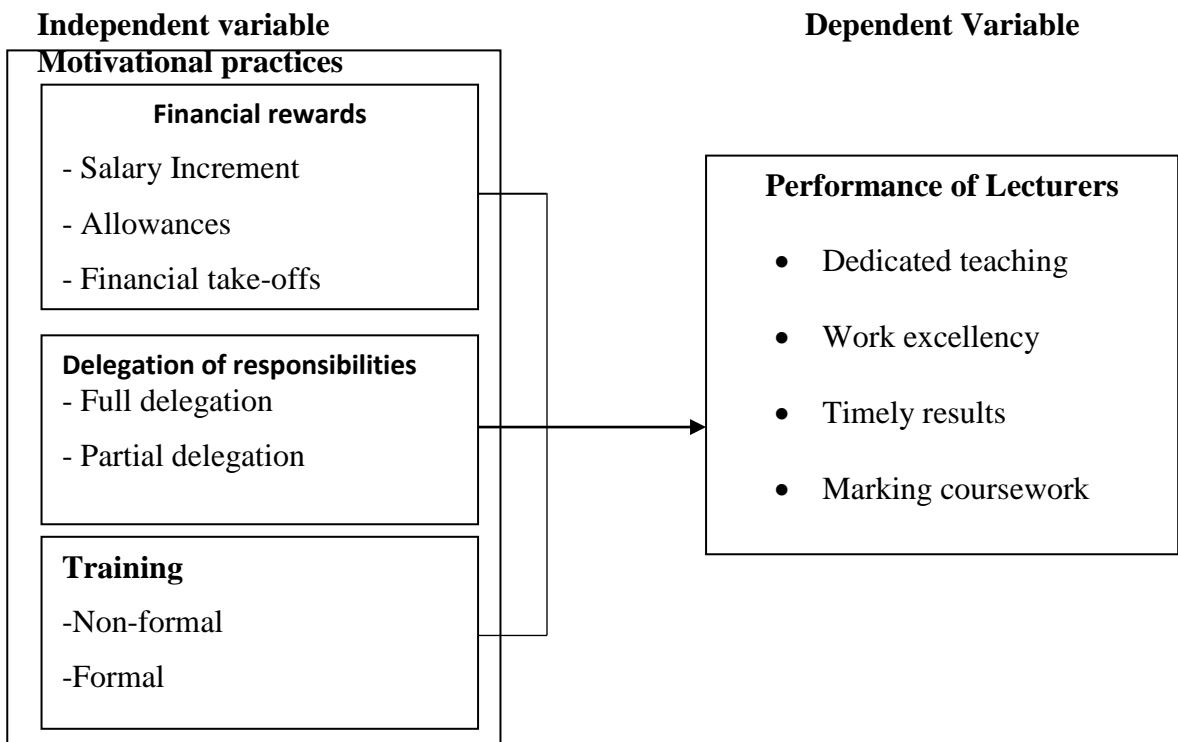 Independent variable
Motivational practices
Financial rewards
- Salary Increment
- Allowances
- Financial take-offs
Delegation of responsibilities
- Full delegation
- Partial delegation
Training
-Non-formal
-Formal
Dependent Variable
Performance of Lecturers
• Dedicated teaching
• Work excellency
• Timely results
• Marking coursework